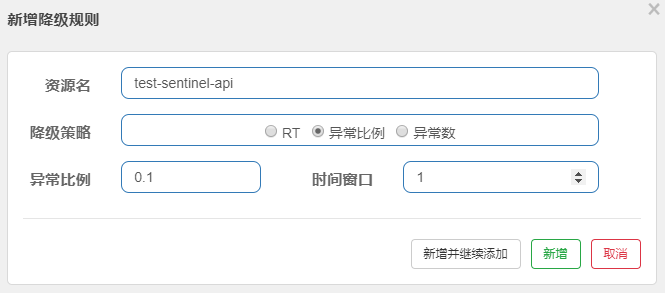 新增降级规则
资源名 test-sentinel-api
降级策略 RT 异常比例 异常数
异常比例 0.1 时间窗口 1
新增并继续添加 新增 取消